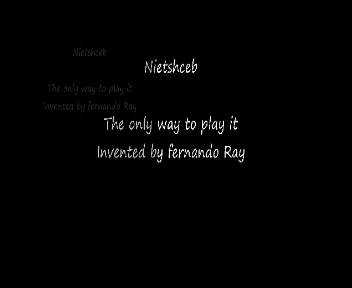 Nietshceb
Nietshceb
The only way to play it
Invented by fernando Ray
The only way to play it
Invented by fernando Ray